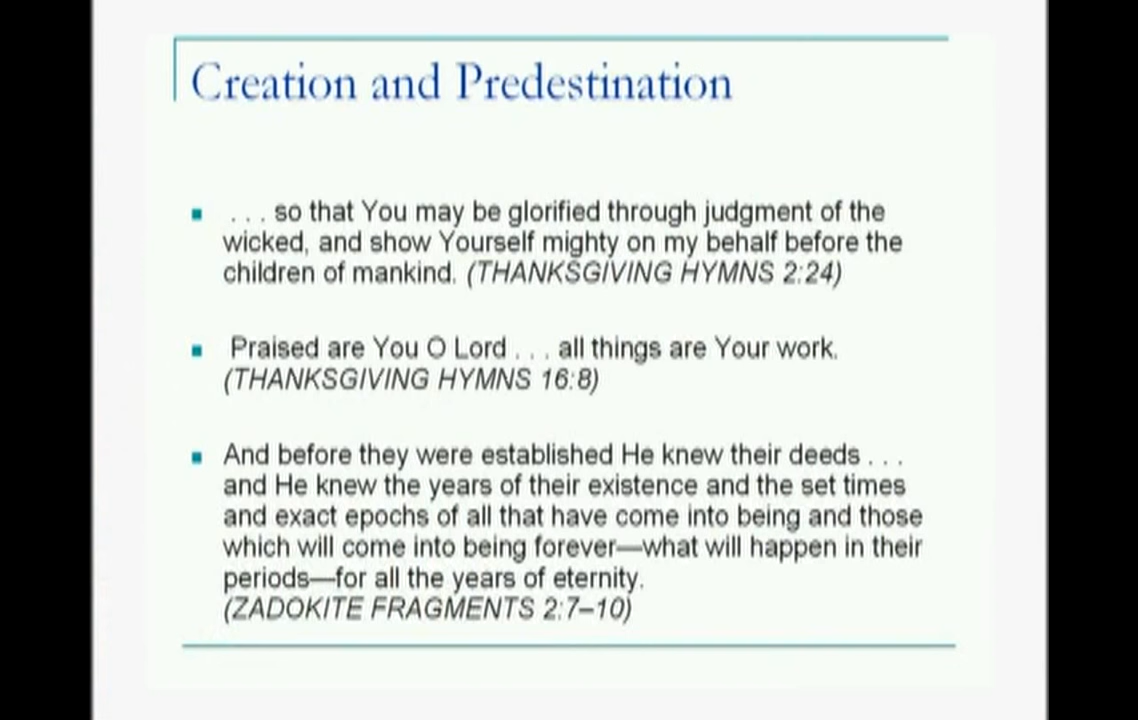 Creation and Predestination
. . . so that You may be glorified through judgment of the
wicked, and show Yourself mighty on my behalf before the
children of mankind. (THANKSGIVING HYMNS 2:24)
Praised are You O Lord . . . all things are Your work.
(THANKSGIVING HYMNS 16:8)
And before they were established He knew their deeds . . .
and He knew the years of their existence and the set times
and exact epochs of all that have come into being and those
which will come into being forever—what will happen in their
periods—for all the years of eternity.
(ZADOKITE FRAGMENTS 2:7–10)